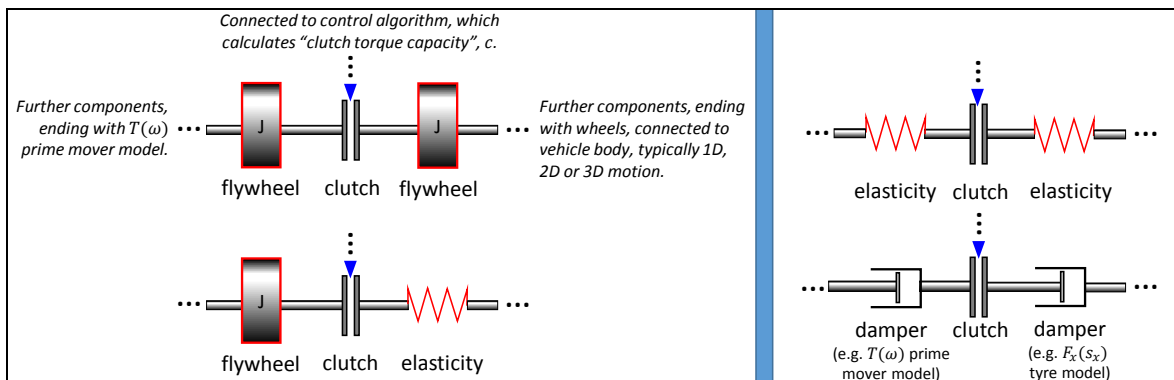 Connected to control algorithm, which
calculates “clutch torque capacity”, c.
Further components,
ending with T(ω)
prime mover model.
J
J
Further components, ending
with wheels, connected to
vehicle body, typically 1D,
2D or 3D motion.
flywheel
clutch
flywheel
J
flywheel
clutch
elasticity
elasticity
clutch
elasticity
damper
(e.g. T(ω) prime
mover model)
clutch
damper
(e.g. Fₓ(sₓ)
tyre model)